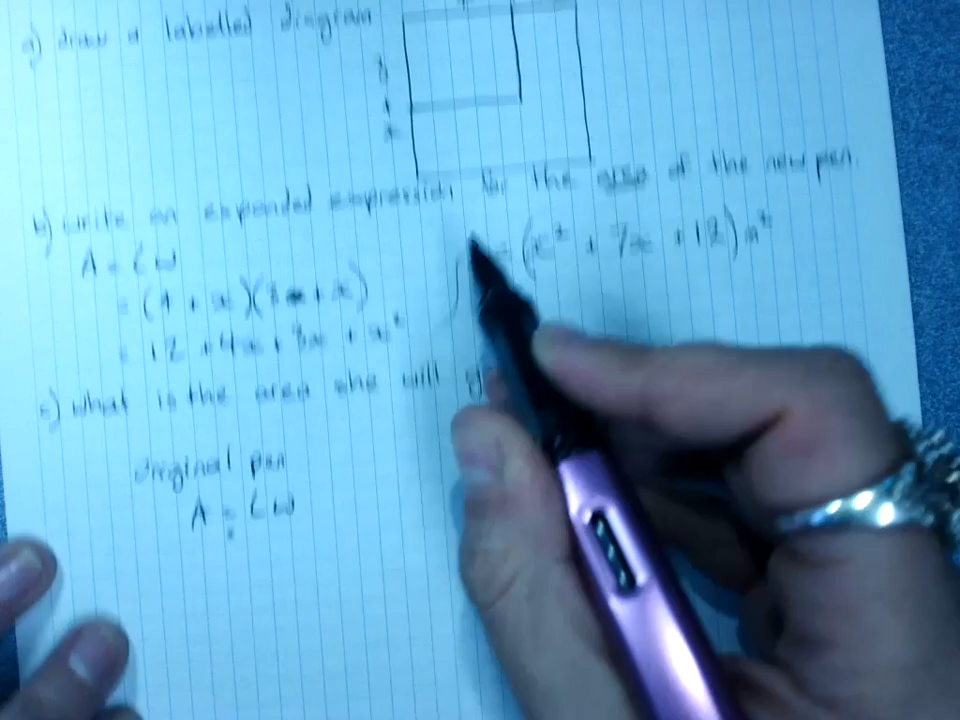 a) draw a labelled diagram
b) write an expanded expression for the area of the new pen.
A = LW
= (4 + x)(3 + x)
= 12 + 4x + 3x + x²
= (x² + 7x + 12) m²
c) what is the area she will
original pen
A = LW
=